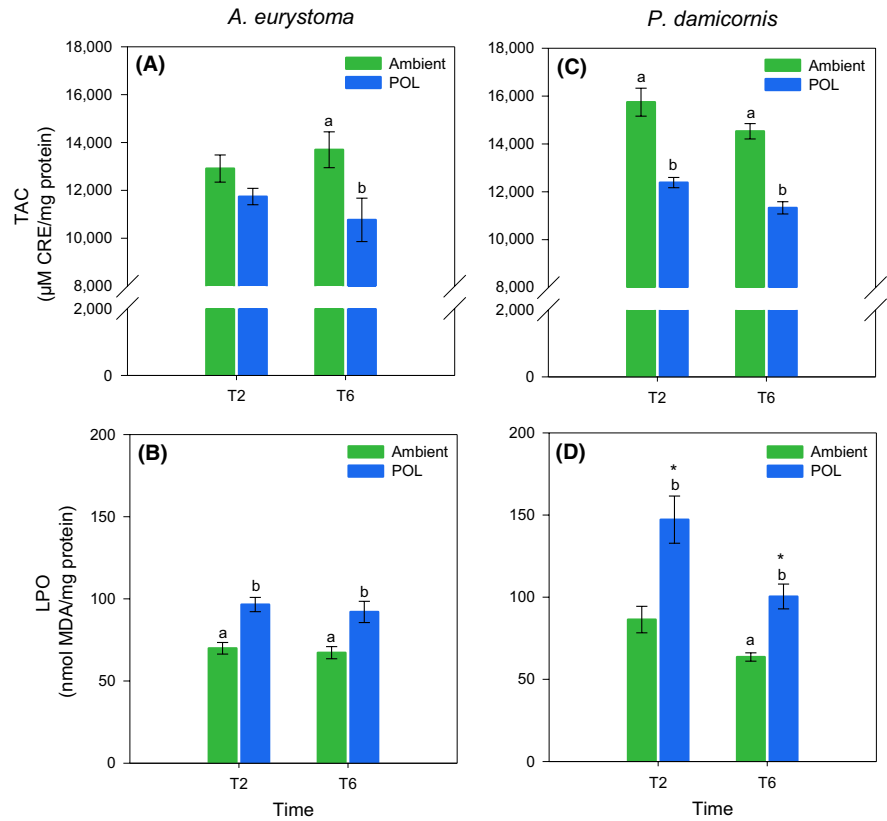 A. eurystoma
P. damicornis
TAC
(µM CRE/mg protein)
18,000
16,000
14,000
12,000
10,000
8,000
2,000
0
(A)
Ambient
POL
a
b
T2
T6
18,000
16,000
14,000
12,000
10,000
8,000
2,000
0
(C)
Ambient
POL
a
b
a
b
T2
T6
LPO
(nmol MDA/mg protein)
200
150
100
50
0
(B)
Ambient
POL
a
b
a
b
T2
T6
Time
200
150
100
50
0
(D)
Ambient
POL
*
b
a
*
b
T2
T6
Time